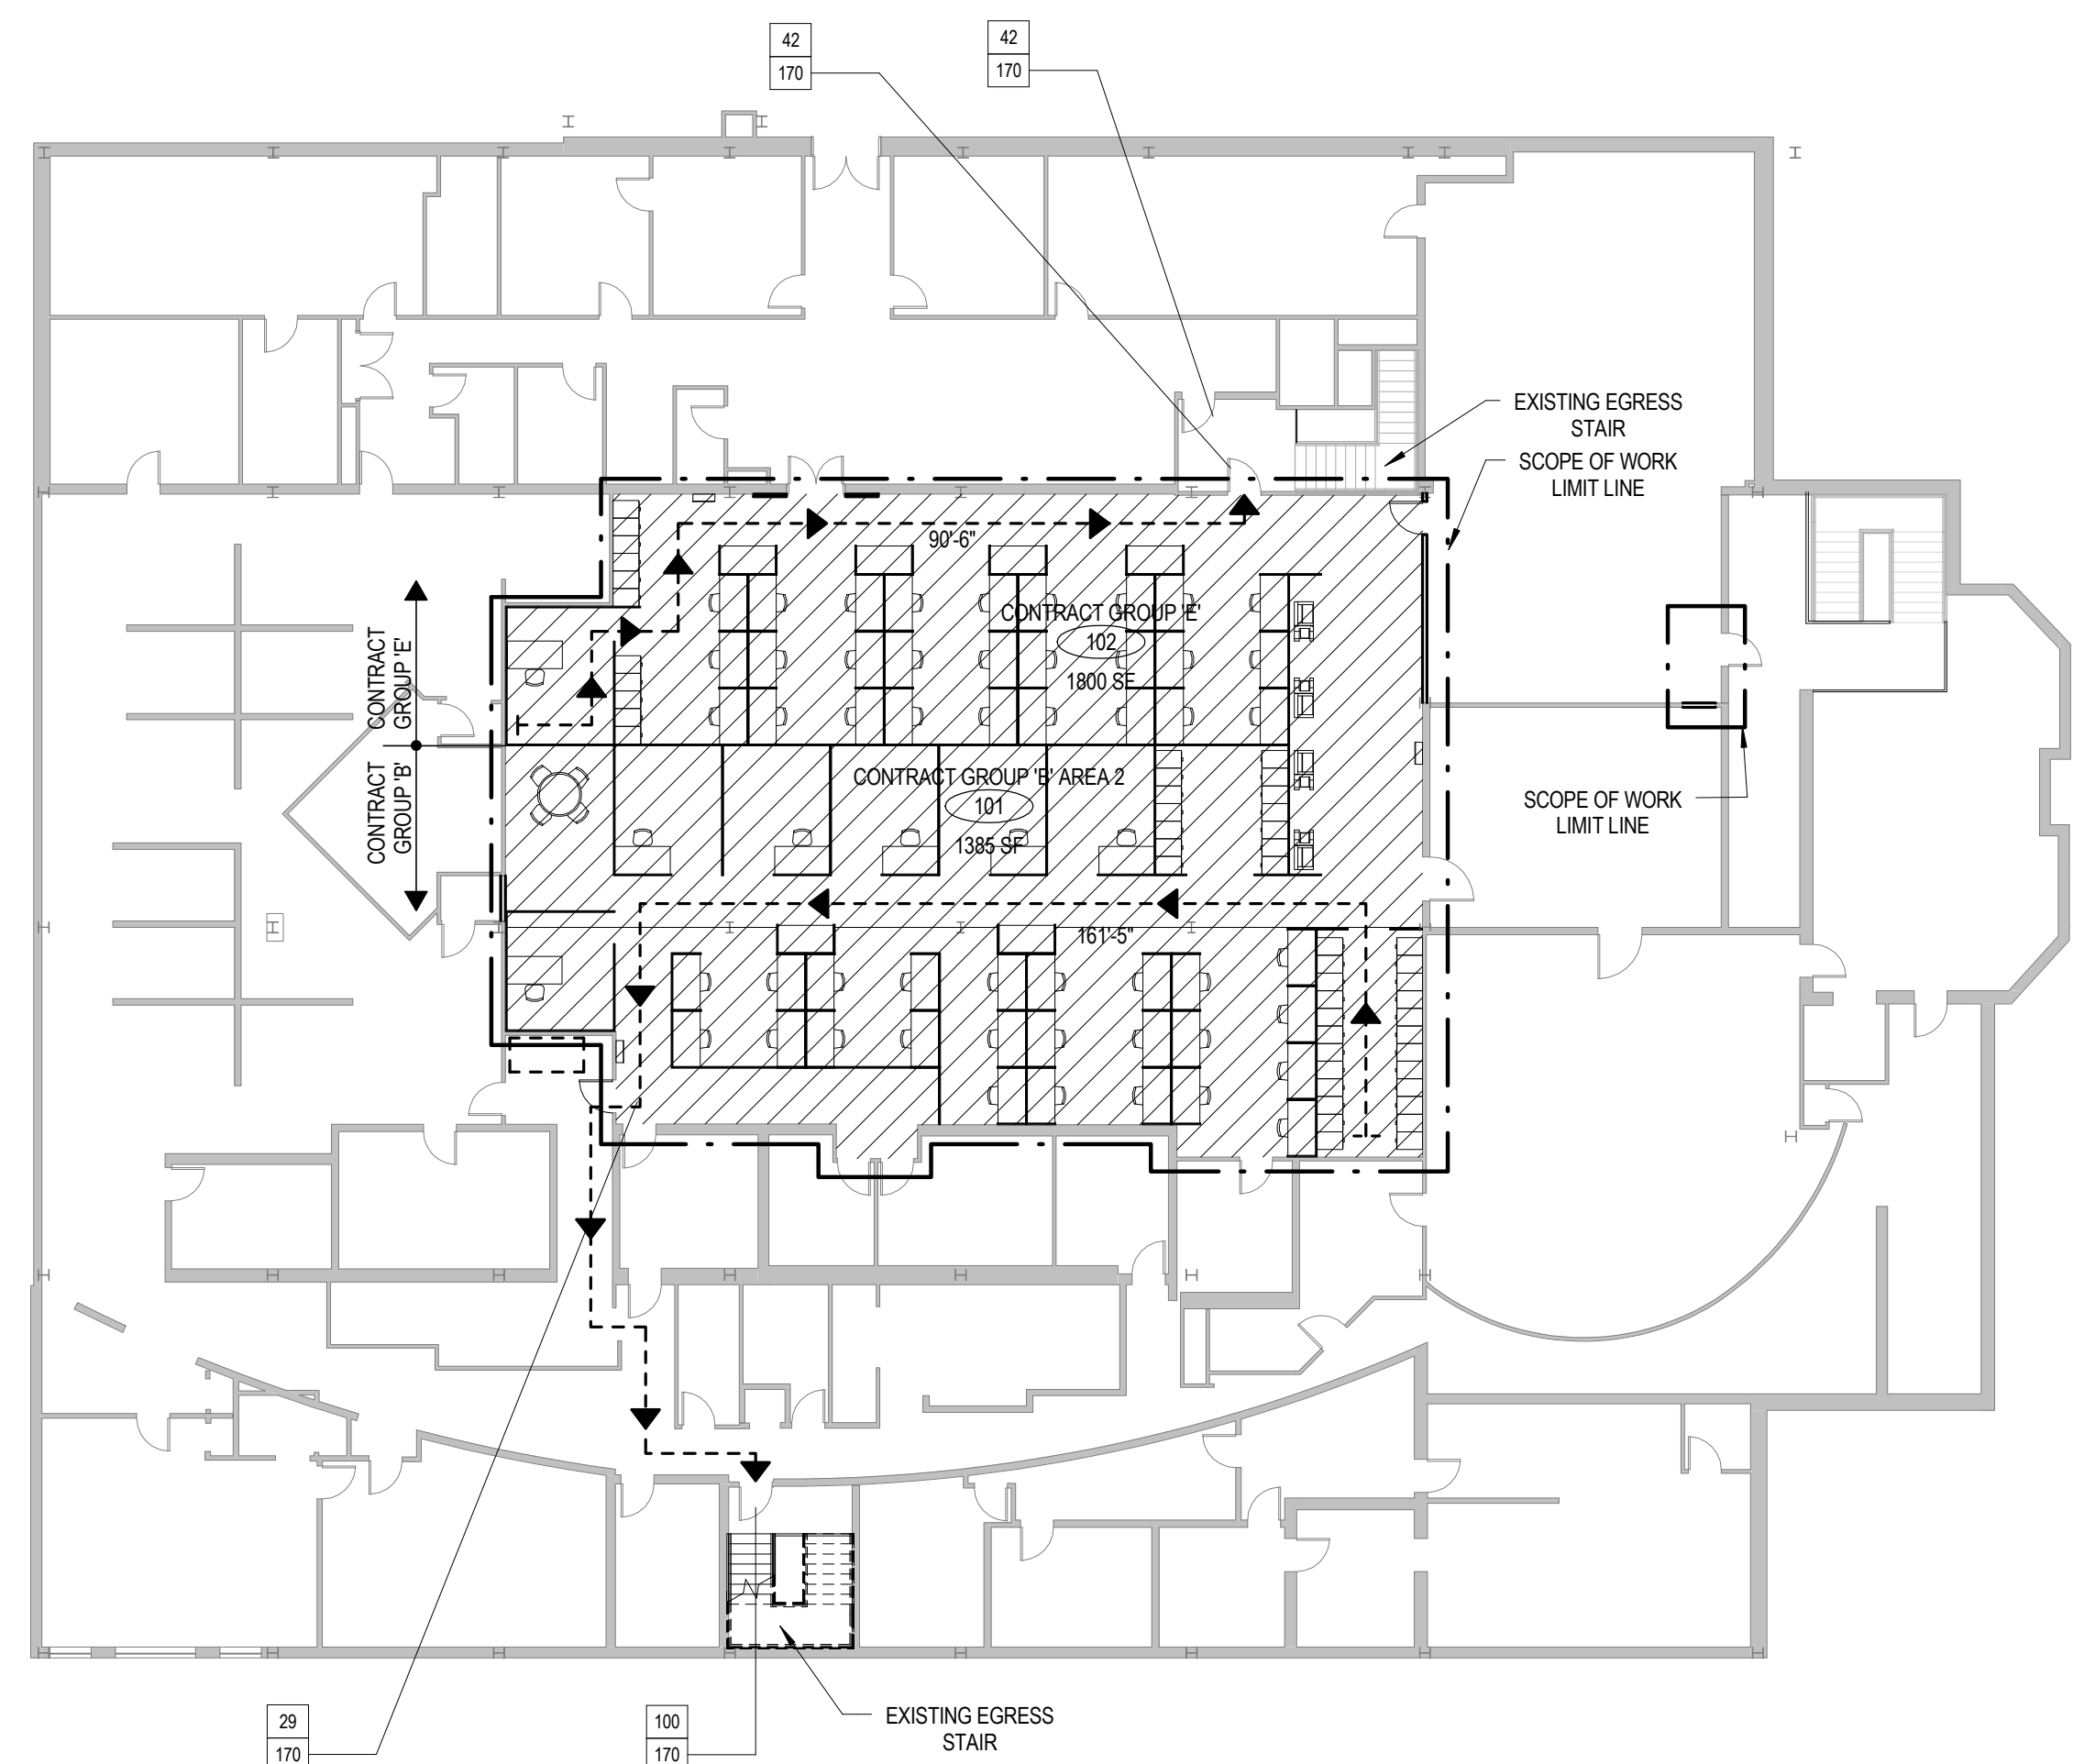 42
170
42
170
EXISTING EGRESS
STAIR
SCOPE OF WORK
LIMIT LINE
90'-6"
CONTRACT GROUP 'E'
102
1800 SF
CONTRACT
GROUP 'E'
CONTRACT
GROUP 'B'
CONTRACT GROUP 'B' AREA 2
101
1385 SF
SCOPE OF WORK
LIMIT LINE
161'-5"
29
170
100
170
EXISTING EGRESS
STAIR